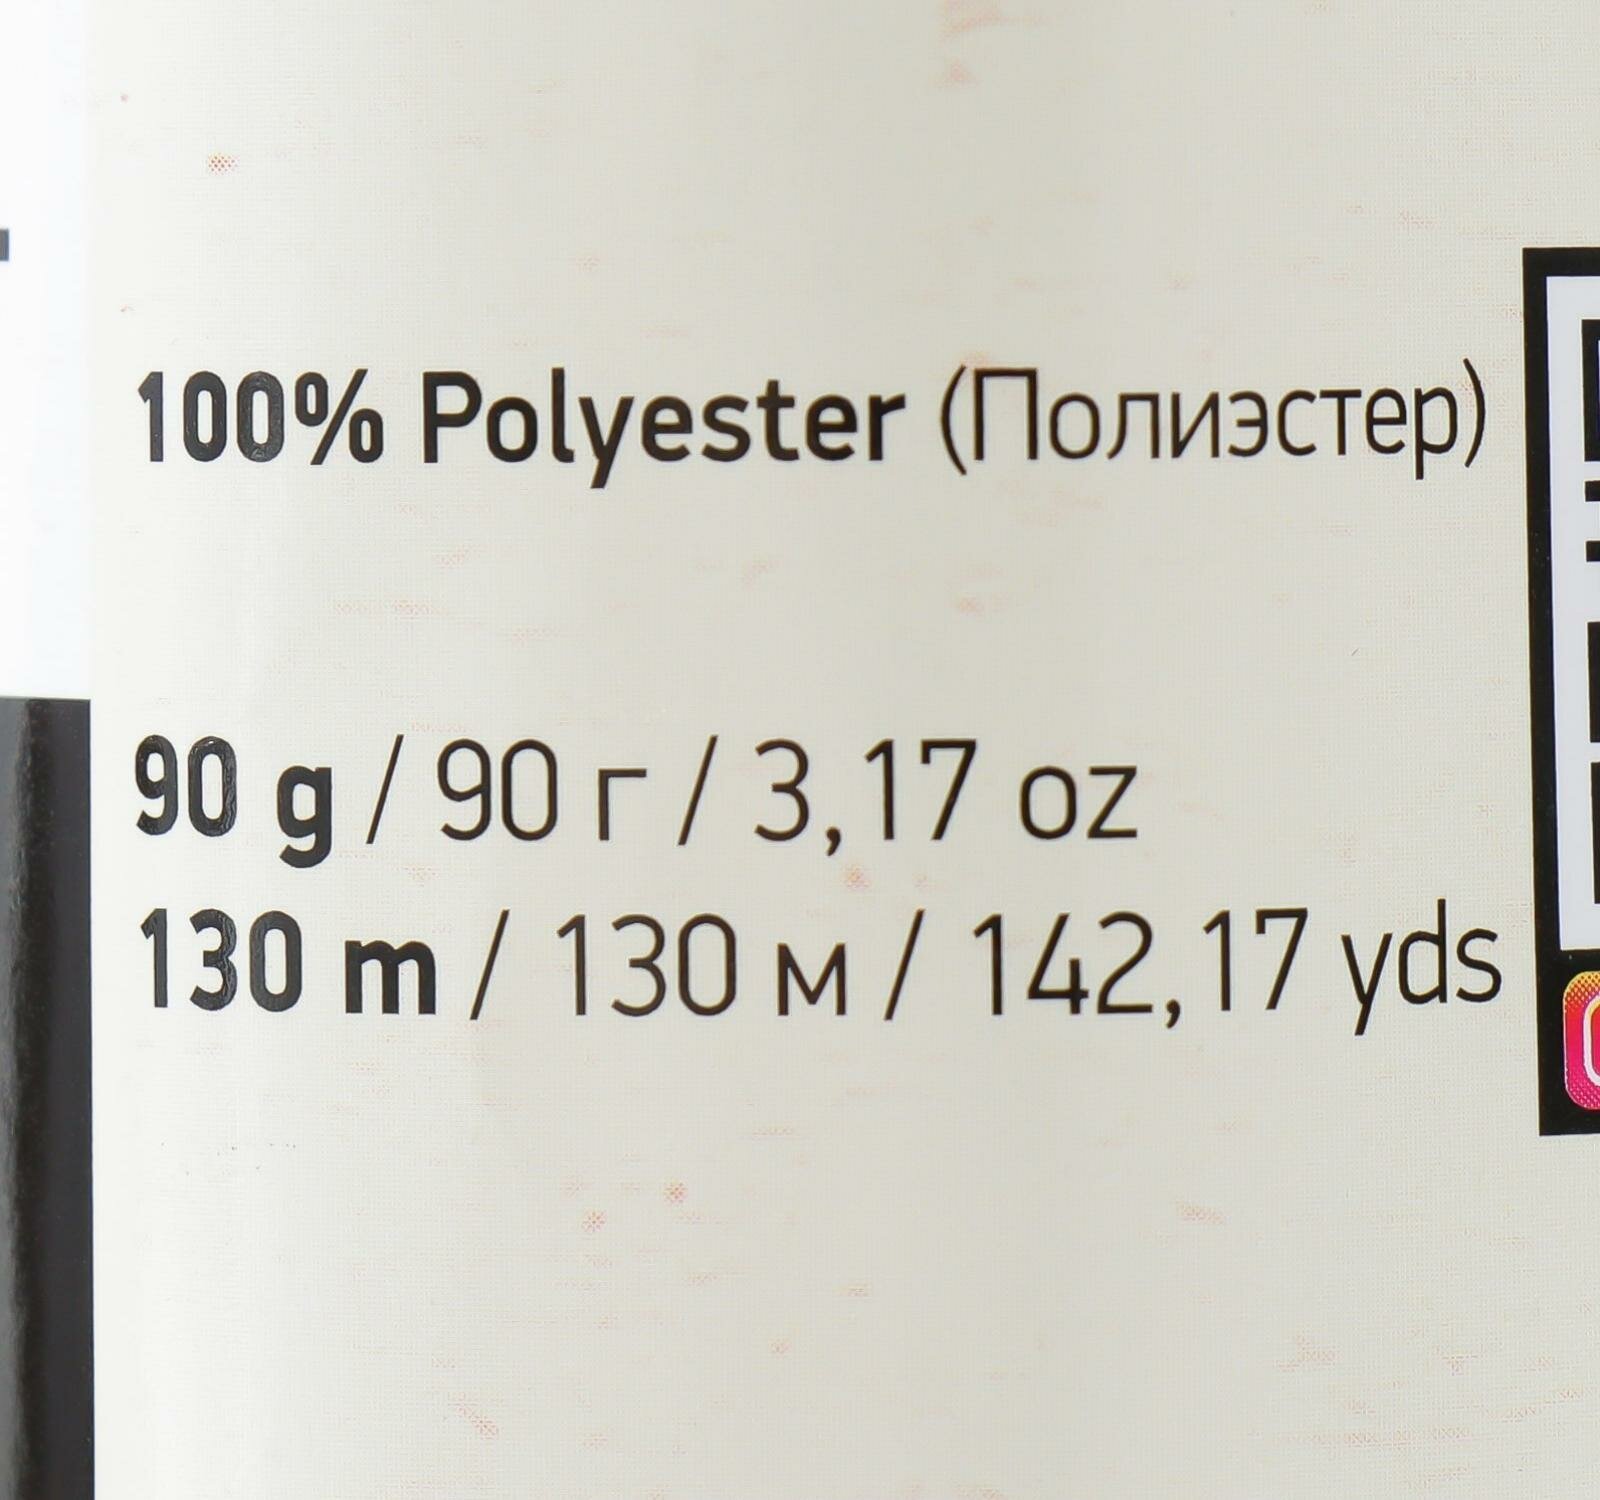 100% Polyester (Полиэстер)
90 g / 90 г / 3,17 oz
130 m / 130 м / 142,17 yds